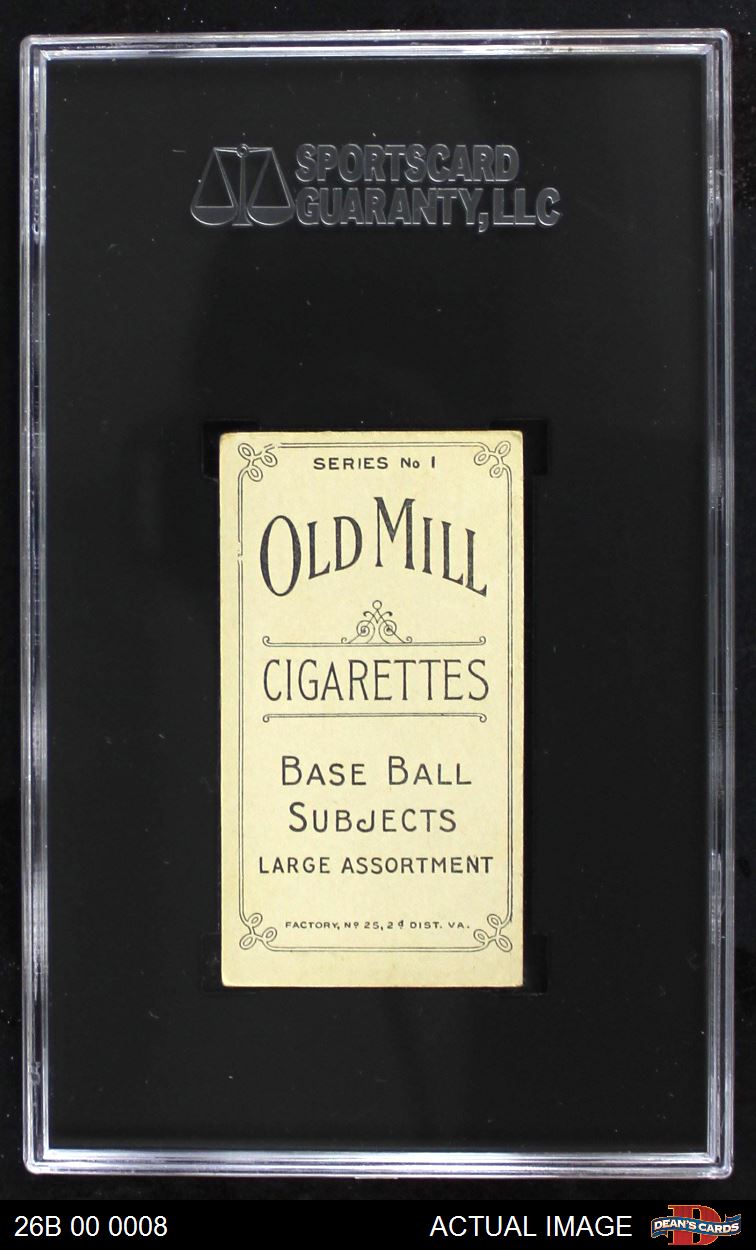 SPORTSCARD
GUARANTY, LLC
SERIES No 1
OLD MILL
CIGARETTES
BASE BALL
SUBJECTS
LARGE ASSORTMENT
FACTORY, Nº 25, 2d DIST. VA.
26B 00 0008
ACTUAL IMAGE
D
DEAN'S CARDS